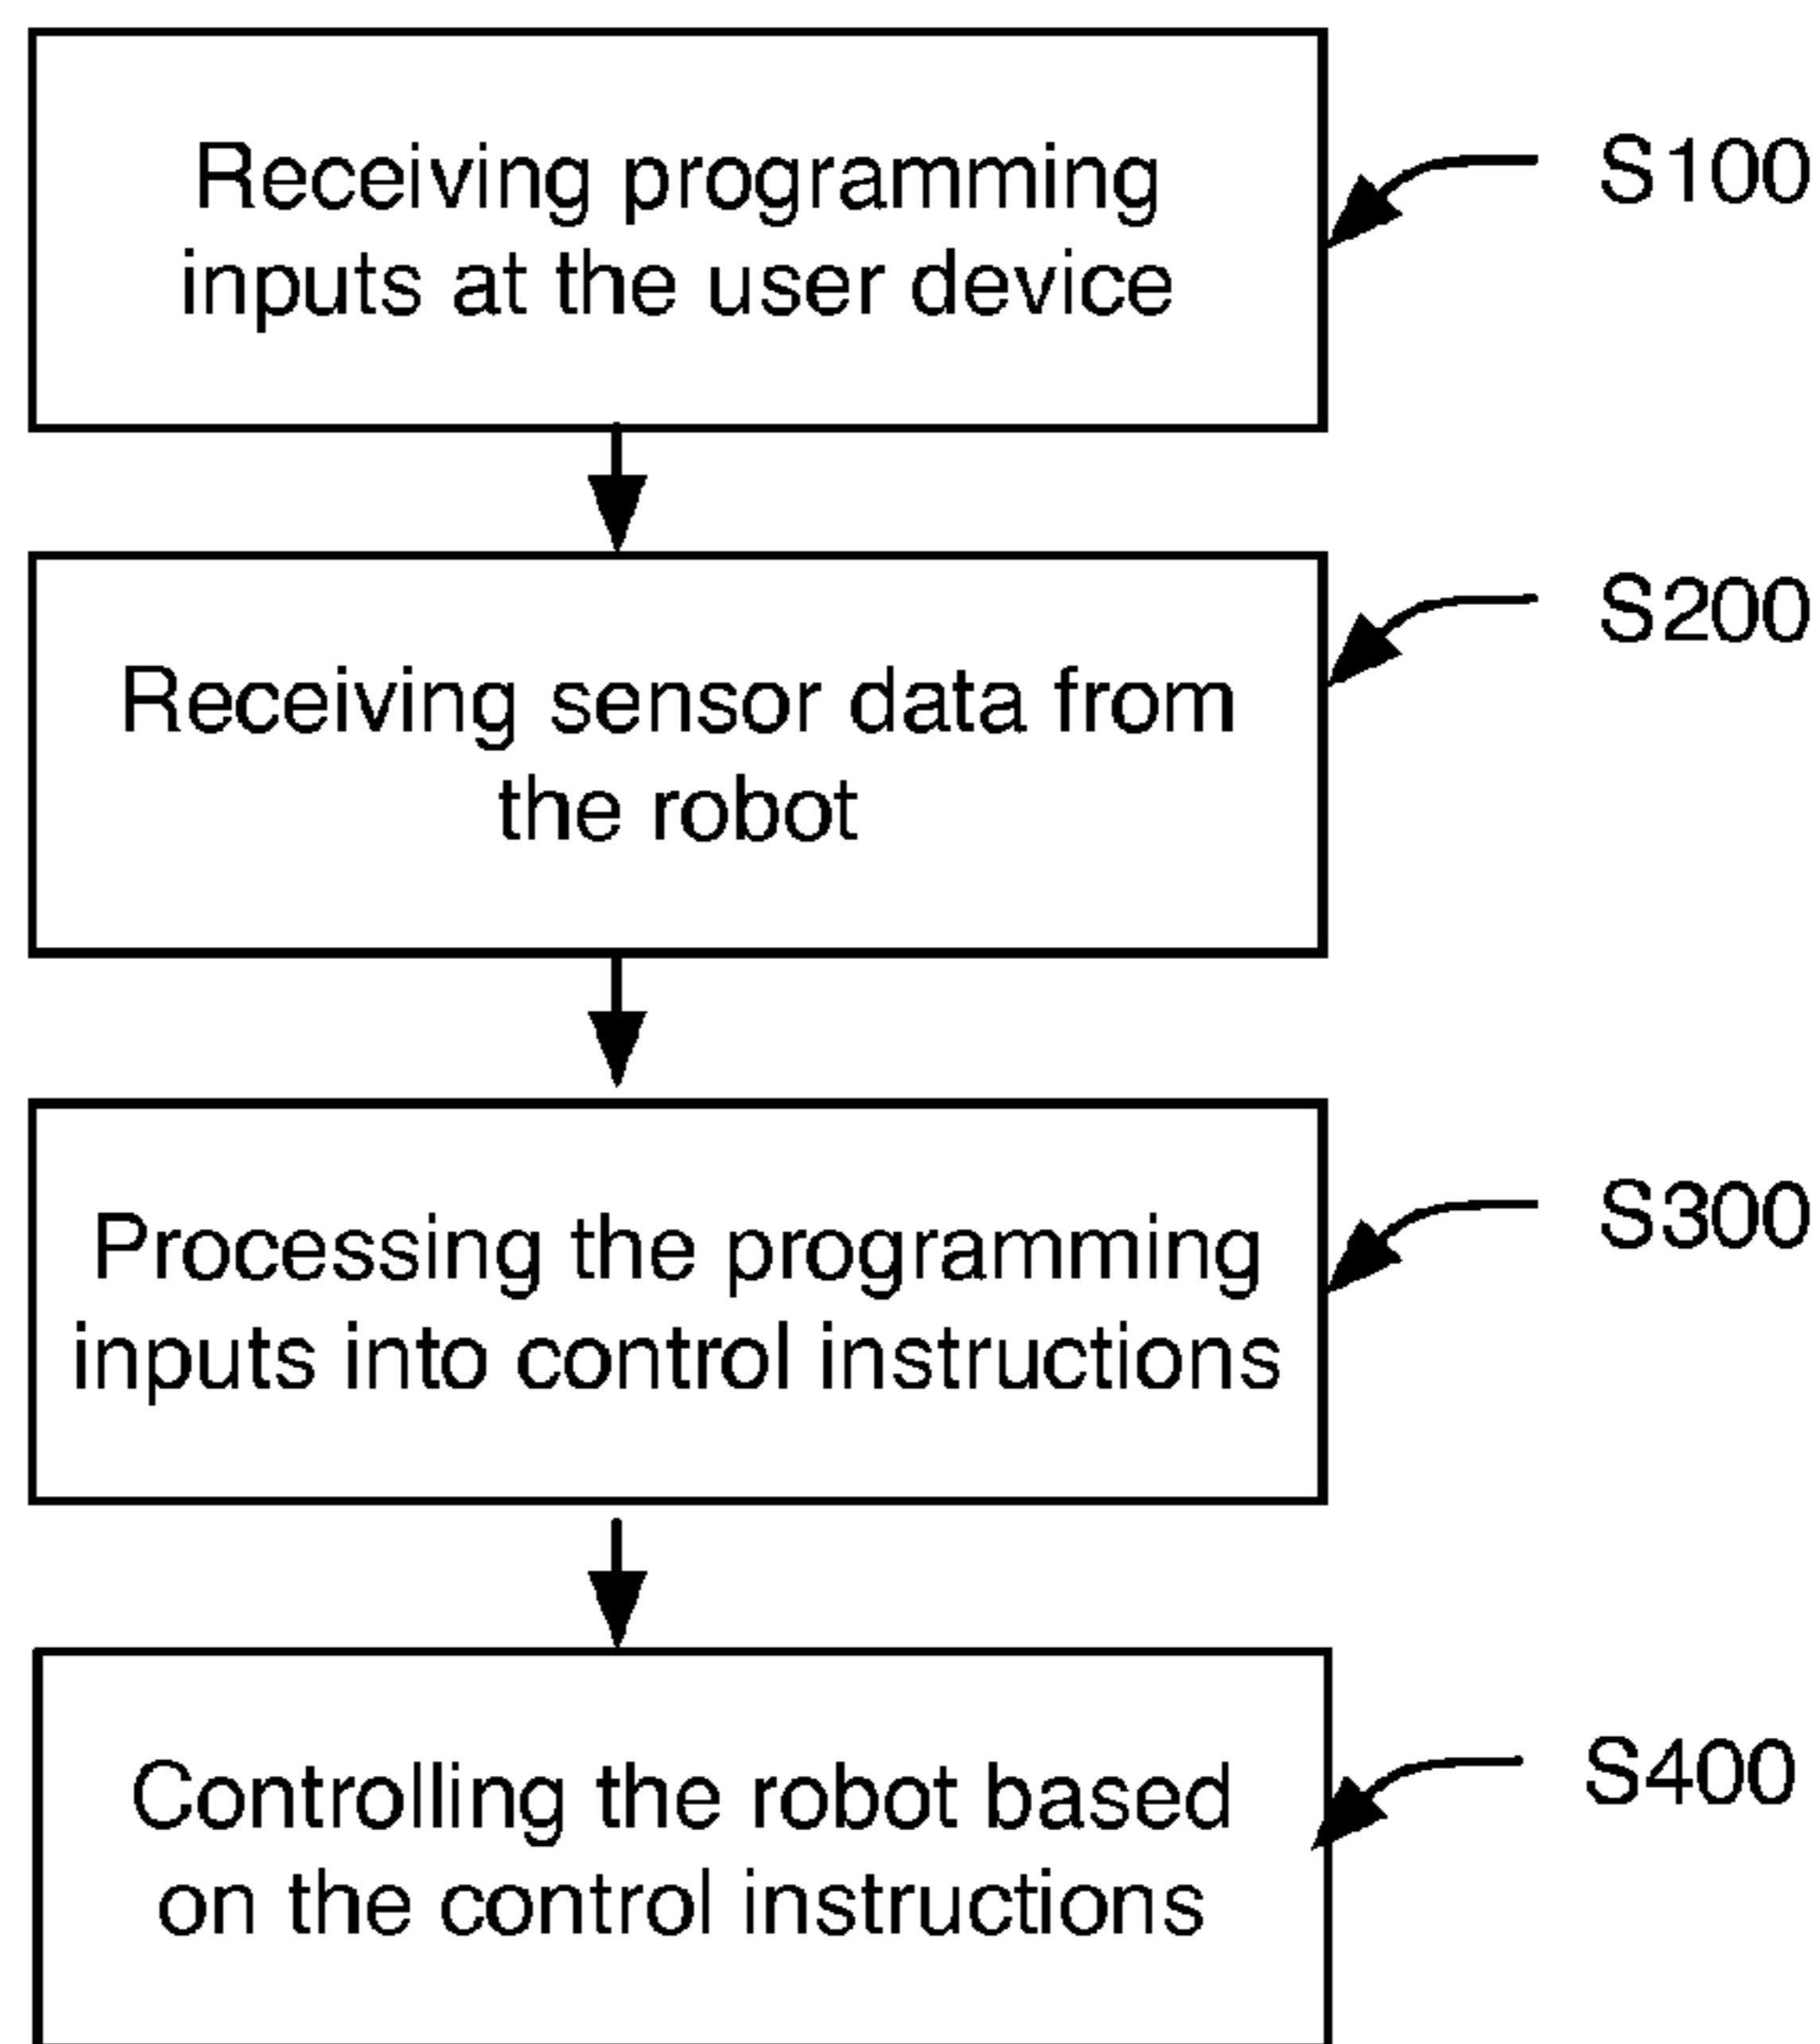 Receiving programming
inputs at the user device
S100
Receiving sensor data from
the robot
S200
Processing the programming
inputs into control instructions
S300
Controlling the robot based
on the control instructions
S400